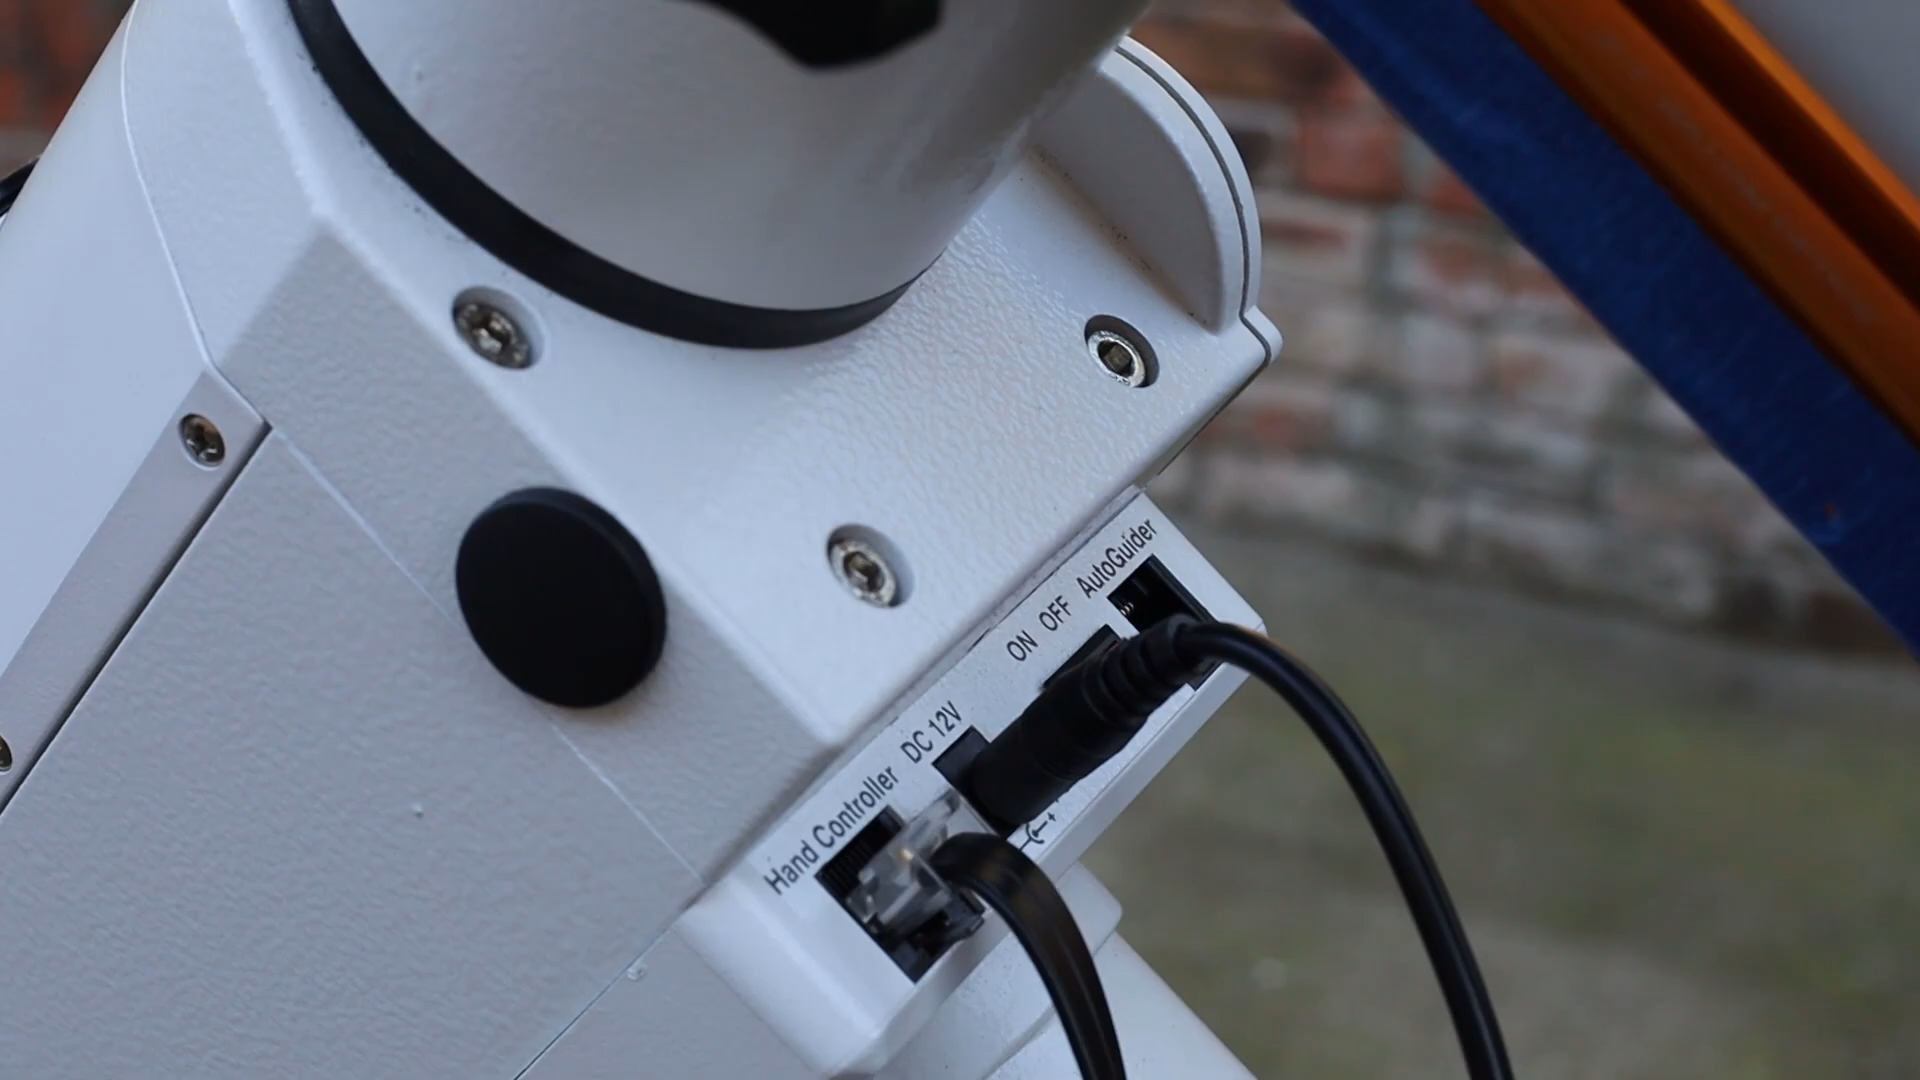 Hand Controller
DC 12V
ON OFF
AutoGuider
+